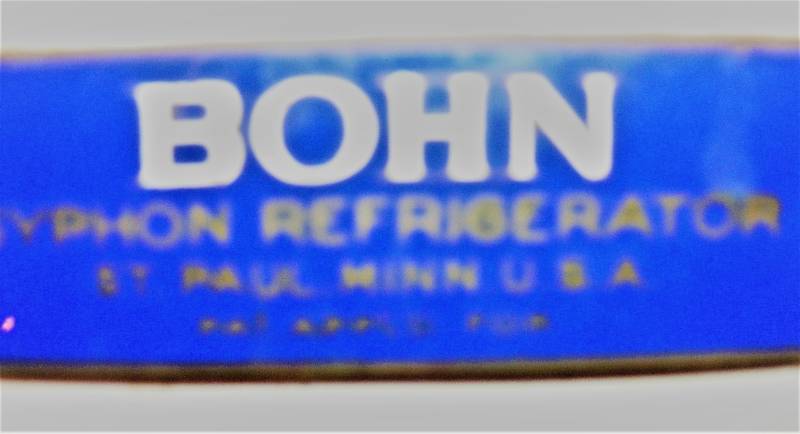 BOHN
SYPHON REFRIGERATOR
ST. PAUL, MINN. U.S.A.
PAT. APPL'D. FOR